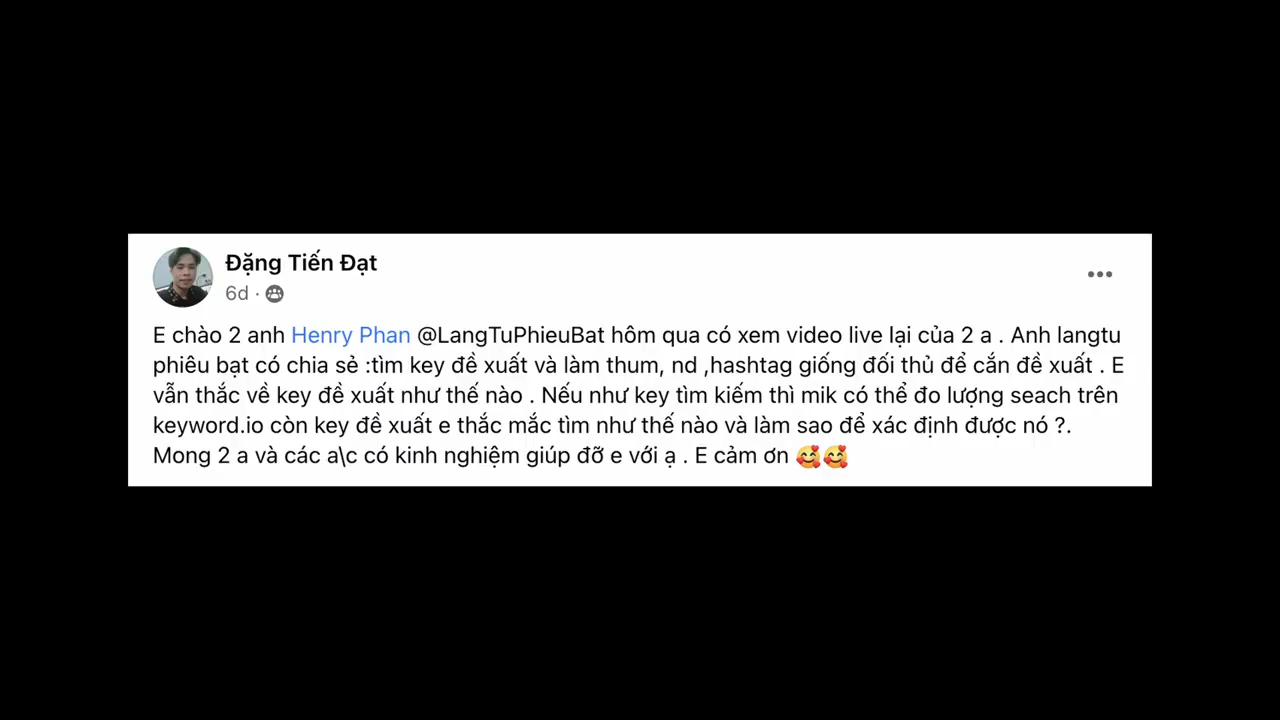 Đặng Tiến Đạt
6d ·
E chào 2 anh Henry Phan @LangTuPhieuBat hôm qua có xem video live lại của 2 a . Anh langtu
phiêu bạt có chia sẻ :tìm key đề xuất và làm thum, nd ,hashtag giống đối thủ để cắn đề xuất . E
vẫn thắc về key đề xuất như thế nào . Nếu như key tìm kiếm thì mik có thể đo lượng seach trên
keyword.io còn key đề xuất e thắc mắc tìm như thế nào và làm sao để xác định được nó ?.
Mong 2 a và các a\c có kinh nghiệm giúp đỡ e với ạ . E cảm ơn 🥰🥰